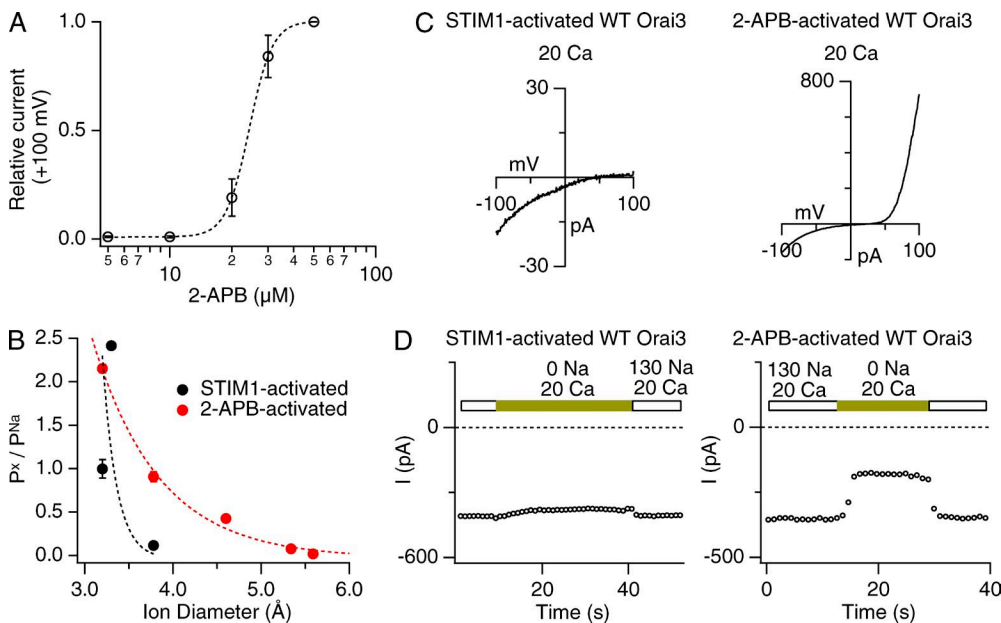 A
1.0
0.5
0.0
Relative current
(+100 mV)
5 6 7 2 3 4 5 6 7
10 100
2-APB (µM)
B
2.5
2.0
1.5
1.0
0.5
0.0
Px / PNa
STIM1-activated
2-APB-activated
3.0 4.0 5.0 6.0
Ion Diameter (Å)
C
STIM1-activated WT Orai3
20 Ca
30
mV
-100 100
pA
-30
2-APB-activated WT Orai3
20 Ca
800
mV
-100 100
pA
D
STIM1-activated WT Orai3
0 Na 130 Na
20 Ca 20 Ca
0
I (pA)
-600
20 40
Time (s)
2-APB-activated WT Orai3
130 Na 0 Na
20 Ca 20 Ca
0
I (pA)
-500
0 20 40
Time (s)